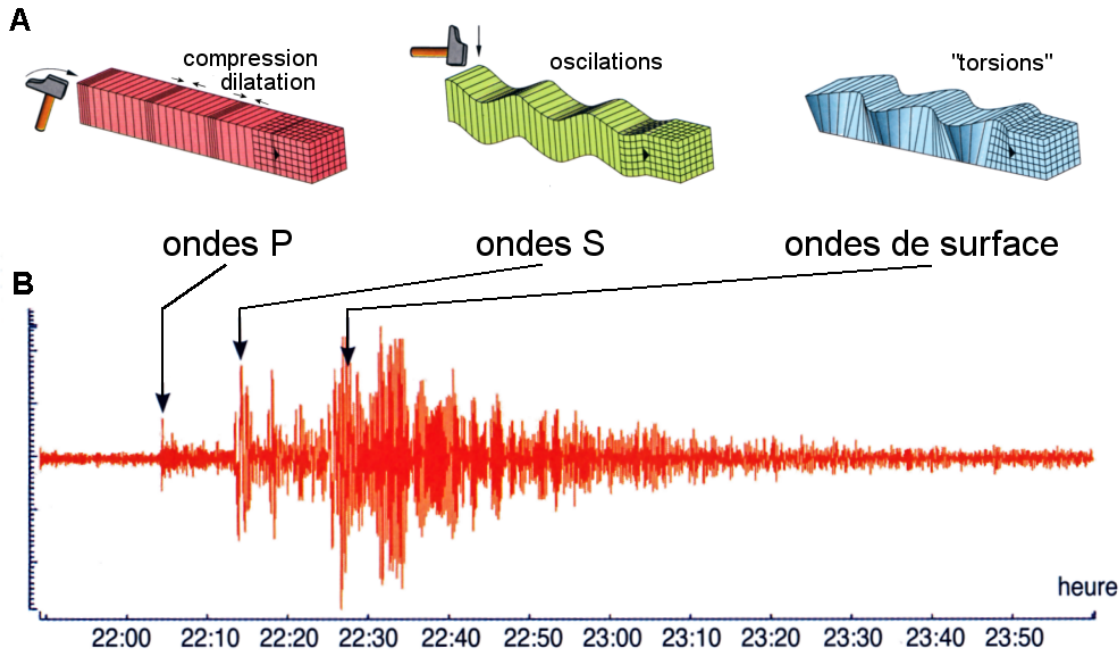 A
compression
dilatation
oscilations
"torsions"
ondes P
ondes S
ondes de surface
B
heure
22:00 22:10 22:20 22:30 22:40 22:50 23:00 23:10 23:20 23:30 23:40 23:50